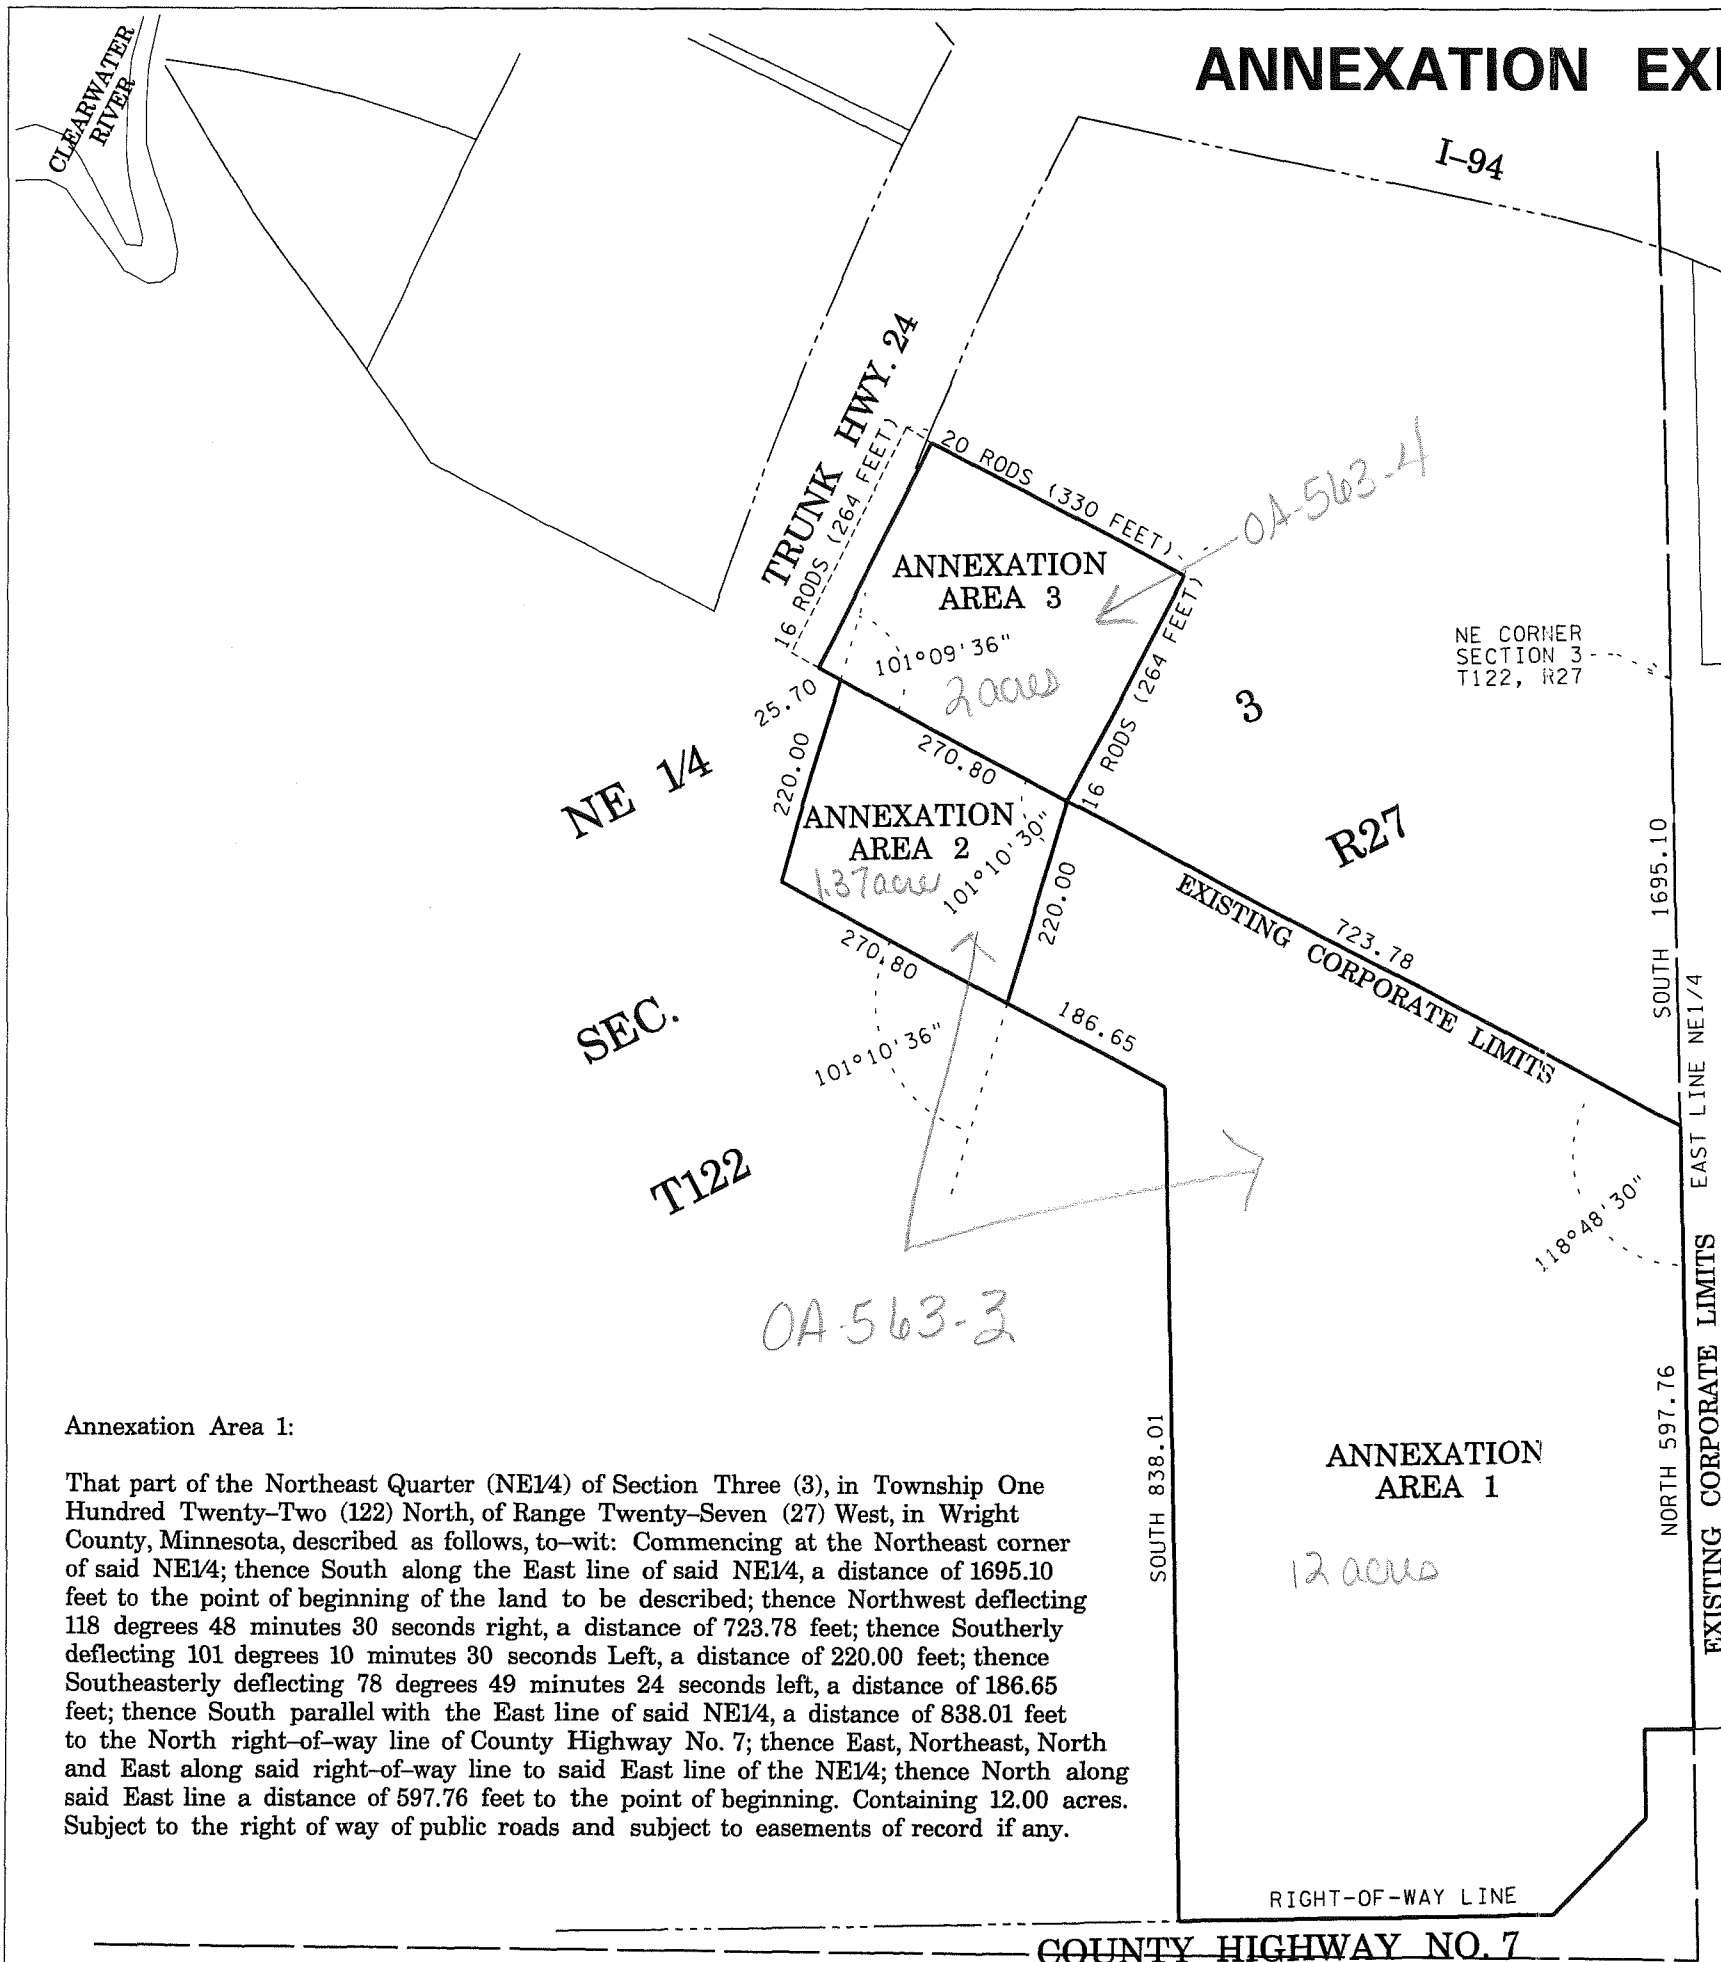 ANNEXATION EX
CLEARWATER
RIVER
I-94
TRUNK HWY. 24
16 RODS (264 FEET)
20 RODS (330 FEET)
OA-563-4
ANNEXATION
AREA 3
101°09'36"
2 acres
16 RODS (264 FEET)
NE CORNER
SECTION 3
T122, R27
3
25.70
220.00
270.80
NE 1/4
ANNEXATION
AREA 2
1.37 acre
101°10'30"
220.00
R27
EXISTING CORPORATE LIMITS
723.78
SOUTH 1695.10
EAST LINE NE1/4
270.80
186.65
SEC.
101°10'36"
T122
118°48'30"
OA-563-3
SOUTH 838.01
ANNEXATION
AREA 1
12 acres
NORTH 597.76
EXISTING CORPORATE LIMITS
Annexation Area 1:
That part of the Northeast Quarter (NE1/4) of Section Three (3), in Township One
Hundred Twenty-Two (122) North, of Range Twenty-Seven (27) West, in Wright
County, Minnesota, described as follows, to-wit: Commencing at the Northeast corner
of said NE1/4; thence South along the East line of said NE1/4, a distance of 1695.10
feet to the point of beginning of the land to be described; thence Northwest deflecting
118 degrees 48 minutes 30 seconds right, a distance of 723.78 feet; thence Southerly
deflecting 101 degrees 10 minutes 30 seconds Left, a distance of 220.00 feet; thence
Southeasterly deflecting 78 degrees 49 minutes 24 seconds left, a distance of 186.65
feet; thence South parallel with the East line of said NE1/4, a distance of 838.01 feet
to the North right-of-way line of County Highway No. 7; thence East, Northeast, North
and East along said right-of-way line to said East line of the NE1/4; thence North along
said East line a distance of 597.76 feet to the point of beginning. Containing 12.00 acres.
Subject to the right of way of public roads and subject to easements of record if any.
RIGHT-OF-WAY LINE
COUNTY HIGHWAY NO. 7